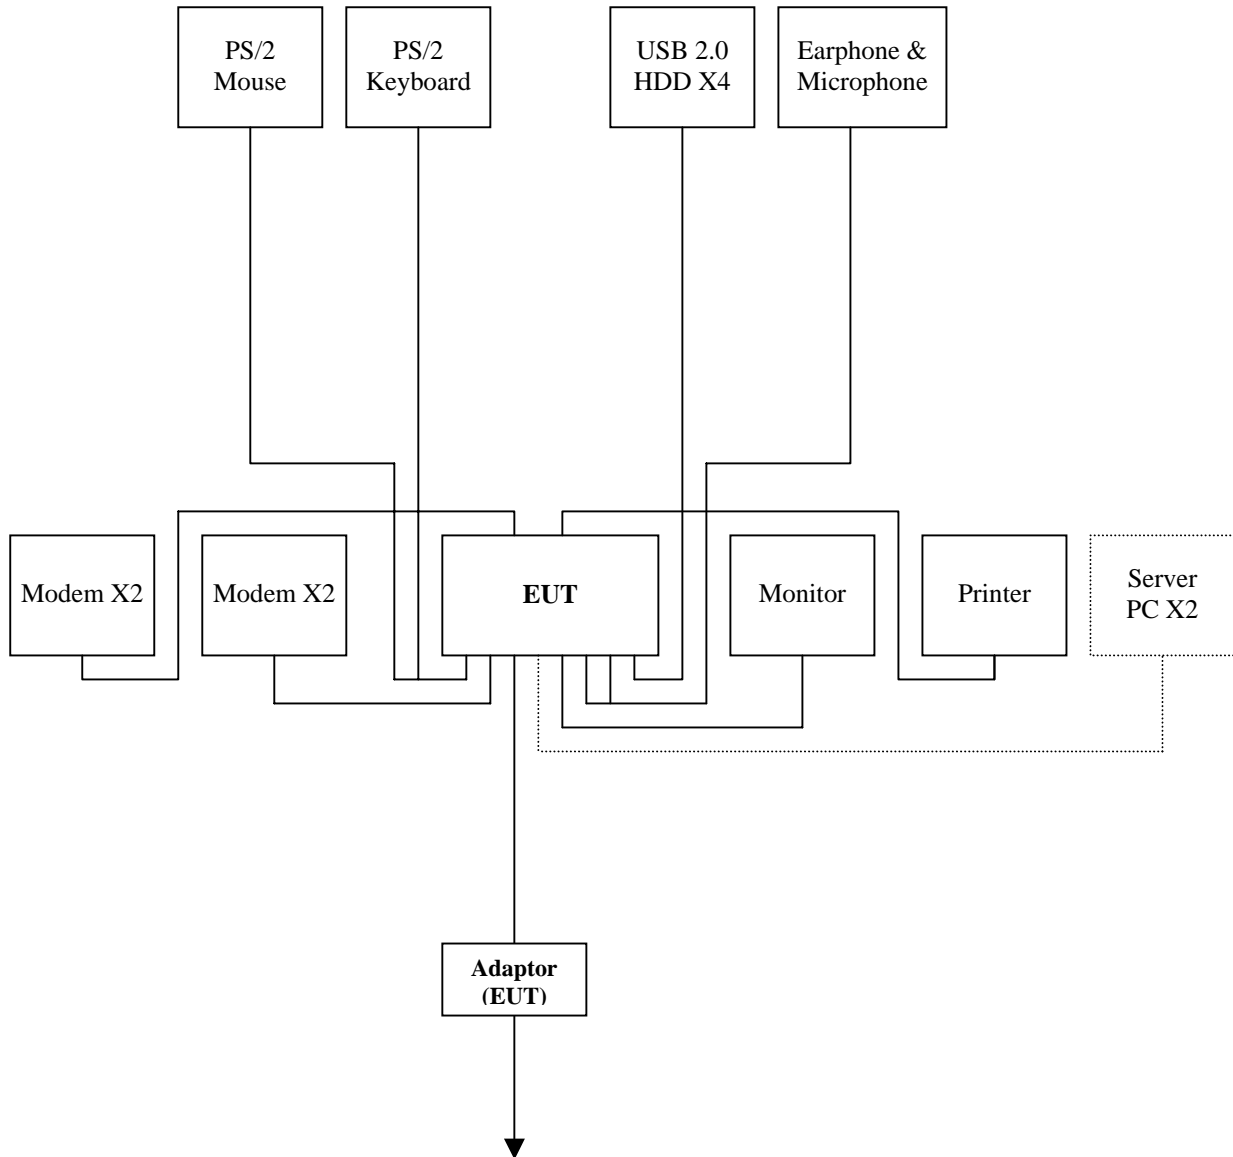 PS/2
Mouse
PS/2
Keyboard
USB 2.0
HDD X4
Earphone &
Microphone
Modem X2
Modem X2
EUT
Monitor
Printer
Server
PC X2
Adaptor
(EUT)